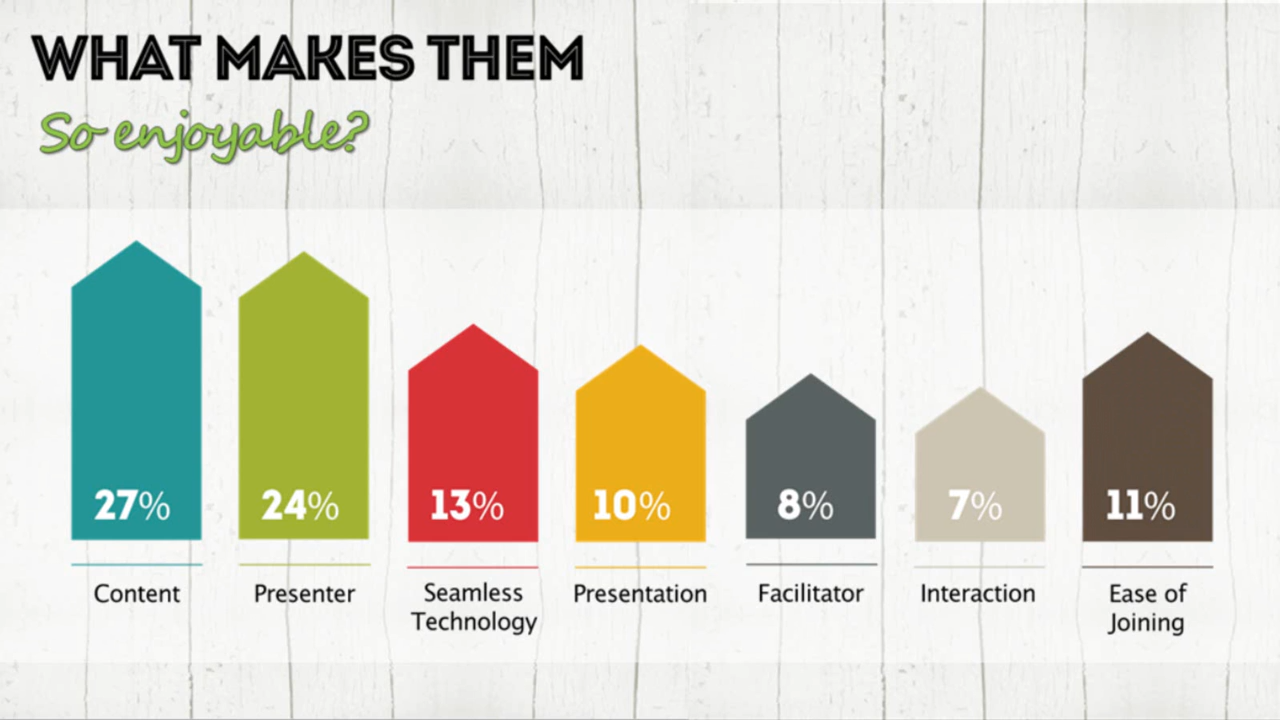 WHAT MAKES THEM
So enjoyable?
27%
24%
13%
10%
8%
7%
11%
Content
Presenter
Seamless
Technology
Presentation
Facilitator
Interaction
Ease of
Joining